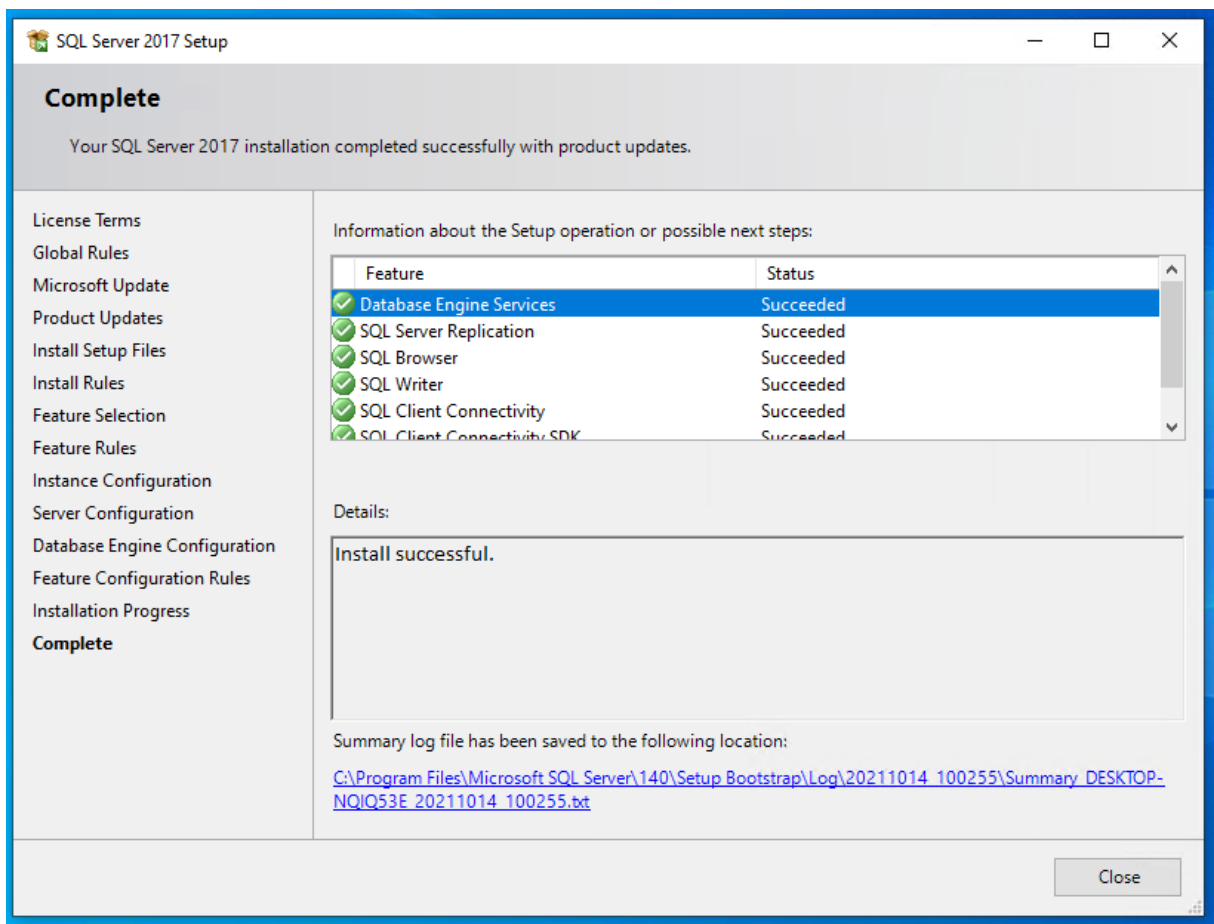 SQL Server 2017 Setup
Complete
Your SQL Server 2017 installation completed successfully with product updates.
License Terms
Global Rules
Microsoft Update
Product Updates
Install Setup Files
Install Rules
Feature Selection
Feature Rules
Instance Configuration
Server Configuration
Database Engine Configuration
Feature Configuration Rules
Installation Progress
Complete
Information about the Setup operation or possible next steps:
Feature Status
Database Engine Services Succeeded
SQL Server Replication Succeeded
SQL Browser Succeeded
SQL Writer Succeeded
SQL Client Connectivity Succeeded
SQL Client Connectivity SDK Succeeded
Details:
Install successful.
Summary log file has been saved to the following location:
C:\Program Files\Microsoft SQL Server\140\Setup Bootstrap\Log\20211014_100255\Summary_DESKTOP-
NQIQ53E_20211014_100255.txt
Close